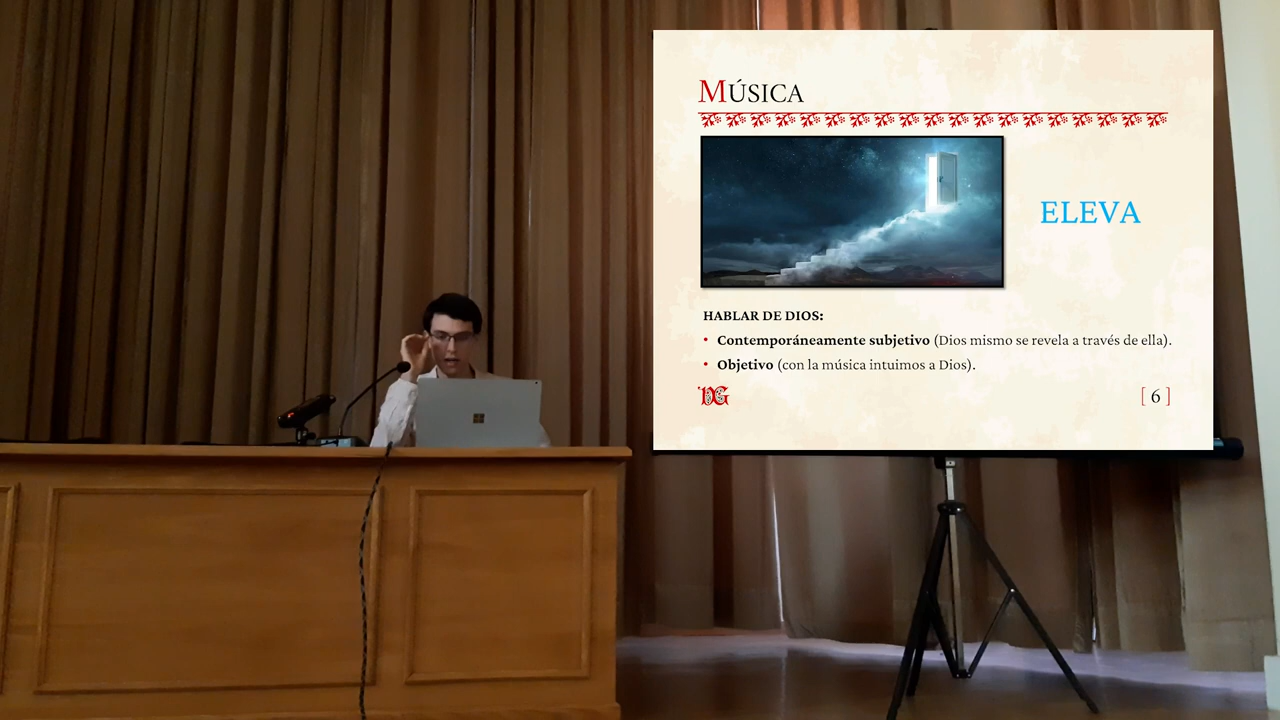 MÚSICA
ELEVA
HABLAR DE DIOS:
• Contemporáneamente subjetivo (Dios mismo se revela a través de ella).
• Objetivo (con la música intuimos a Dios).
[ 6 ]